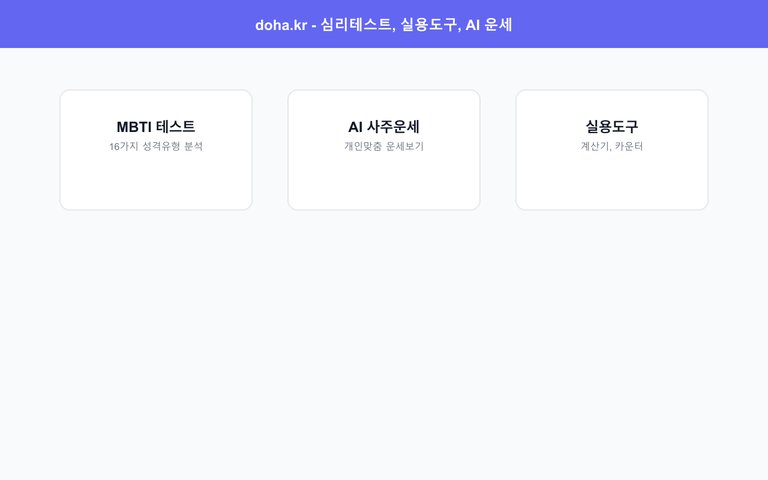 doha.kr - 심리테스트, 실용도구, AI 운세
MBTI 테스트
16가지 성격유형 분석
AI 사주운세
개인맞춤 운세보기
실용도구
계산기, 카운터